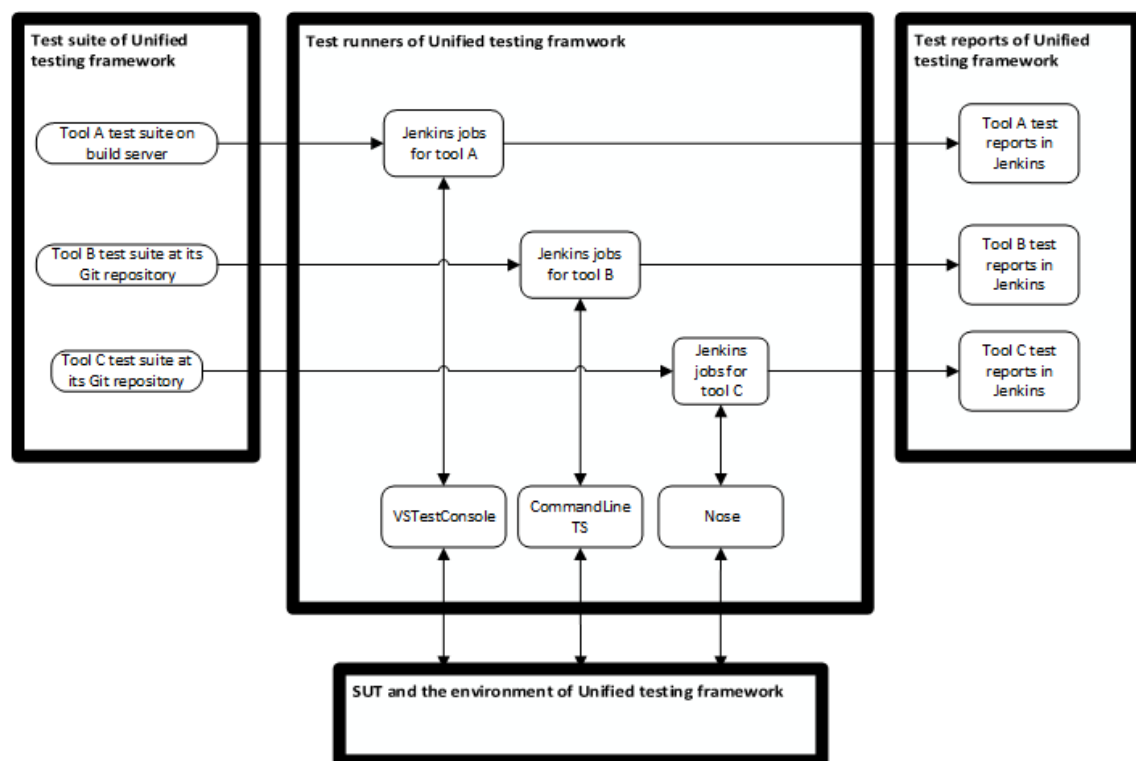 Test suite of Unified
testing framework
Tool A test suite on
build server
Tool B test suite at its
Git repository
Tool C test suite at
its Git repository
Test runners of Unified testing framwork
Jenkins jobs
for tool A
Jenkins jobs
for tool B
Jenkins
jobs for
tool C
VSTestConsole
CommandLine
TS
Nose
Test reports of Unified
testing framework
Tool A test
reports in
Jenkins
Tool B test
reports in
Jenkins
Tool C test
reports in
Jenkins
SUT and the environment of Unified testing framework